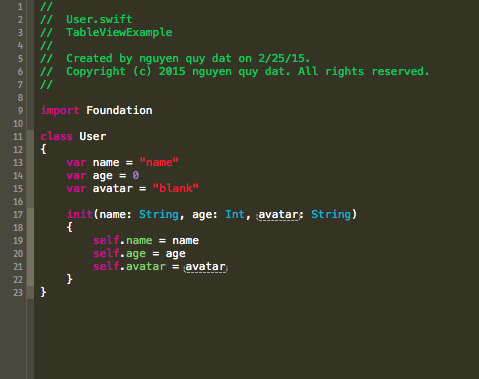 1 //
2 //  User.swift
3 //  TableViewExample
4 //
5 //  Created by nguyen quy dat on 2/25/15.
6 //  Copyright (c) 2015 nguyen quy dat. All rights reserved.
7 //
8
9 import Foundation
10
11 class User
12 {
13     var name = "name"
14     var age = 0
15     var avatar = "blank"
16
17     init(name: String, age: Int, avatar: String)
18     {
19         self.name = name
20         self.age = age
21         self.avatar = avatar
22     }
23 }